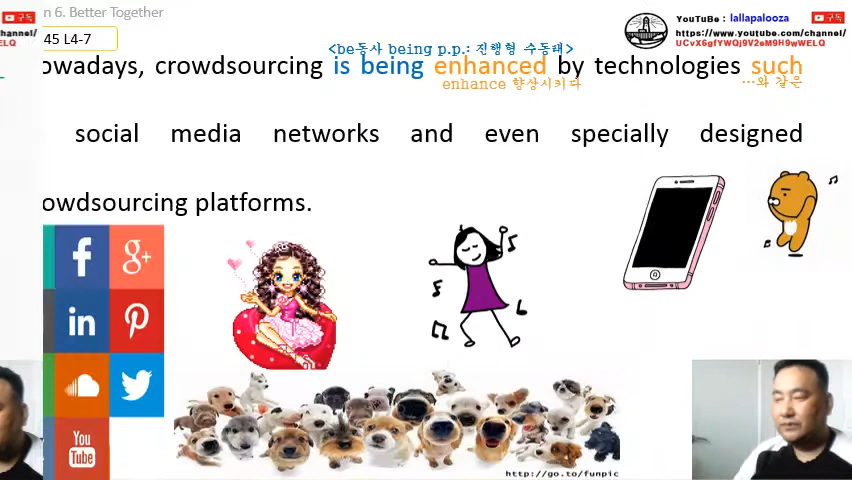 구독
n 6. Better Together
YouTuBe : lallapalooza
구독
channel/
https://www.youtube.com/channel/
WELQ
UCvX6gfYWQj9V2eM9H9wWELQ
45 L4-7
<be동사 being p.p.: 진행형 수동태>
owadays, crowdsourcing is being enhanced by technologies such
enhance 향상시키다
…와 같은
social media networks and even specially designed
owdsourcing platforms.
f
g+
in
You
Tube
http://go.to/funpic